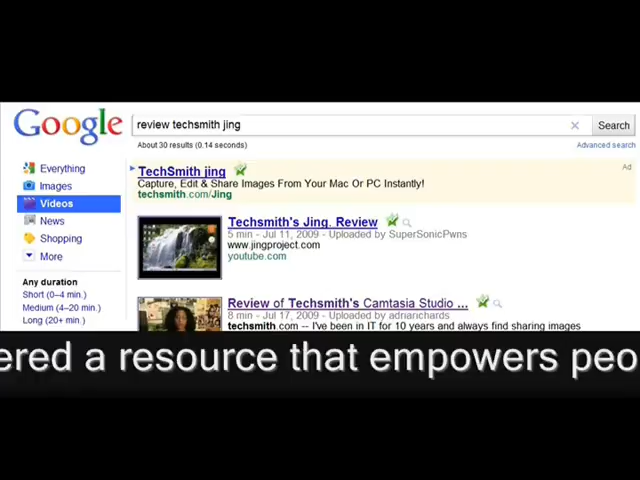 Google
review techsmith jing
Search
About 30 results (0.14 seconds)
Advanced search
Everything
Images
Videos
News
Shopping
More
Any duration
Short (0–4 min.)
Medium (4–20 min.)
Long (20+ min.)
TechSmith jing
Ad
Capture, Edit & Share Images From Your Mac Or PC Instantly!
techsmith.com/Jing
Techsmith's Jing. Review
5 min - Jul 11, 2009 - Uploaded by SuperSonicPwns
www.jingproject.com
youtube.com
Review of Techsmith's Camtasia Studio ...
8 min - Jul 17, 2009 - Uploaded by adriarichards
techsmith.com -- I've been in IT for 10 years and always find sharing images
ered a resource that empowers peo